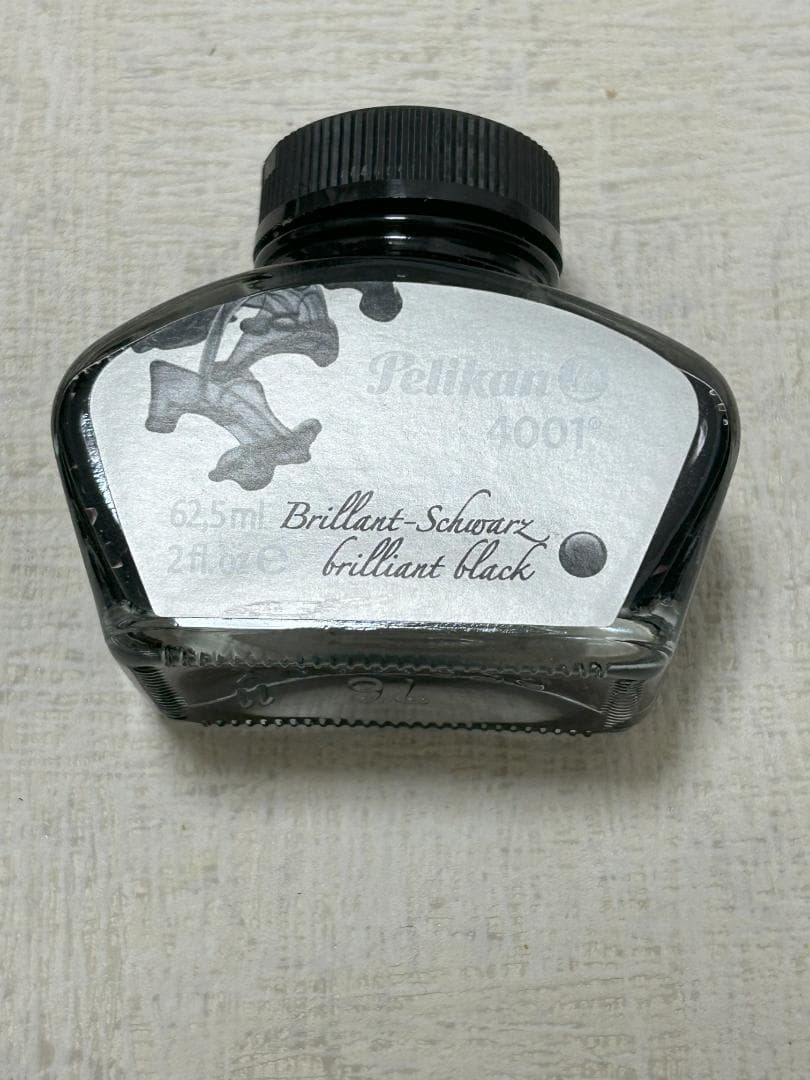 Pelikan
4001®
62,5 ml Brillant-Schwarz
2 fl. oz ℮ brilliant black